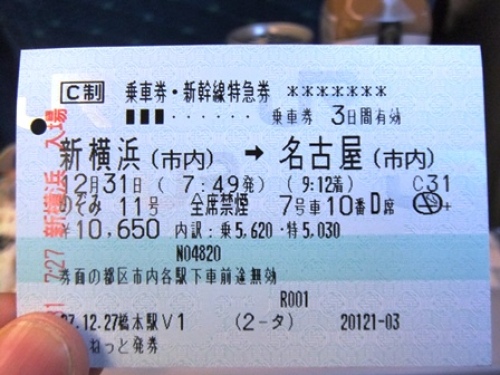 C制 乗車券・新幹線特急券 *******
乗車券 3日間有効
新横浜(市内) → 名古屋(市内)
12月31日 ( 7:49発) ( 9:12着) C31
のぞみ 11号 全席禁煙 7号車10番D席
¥10,650 内訳:乗5,620・特5,030
N04820
券面の都区市内各駅下車前途無効
R001
27.12.27橋本駅V1 (2-タ) 20121-03
ねっと発券
7:27 新横浜 入場